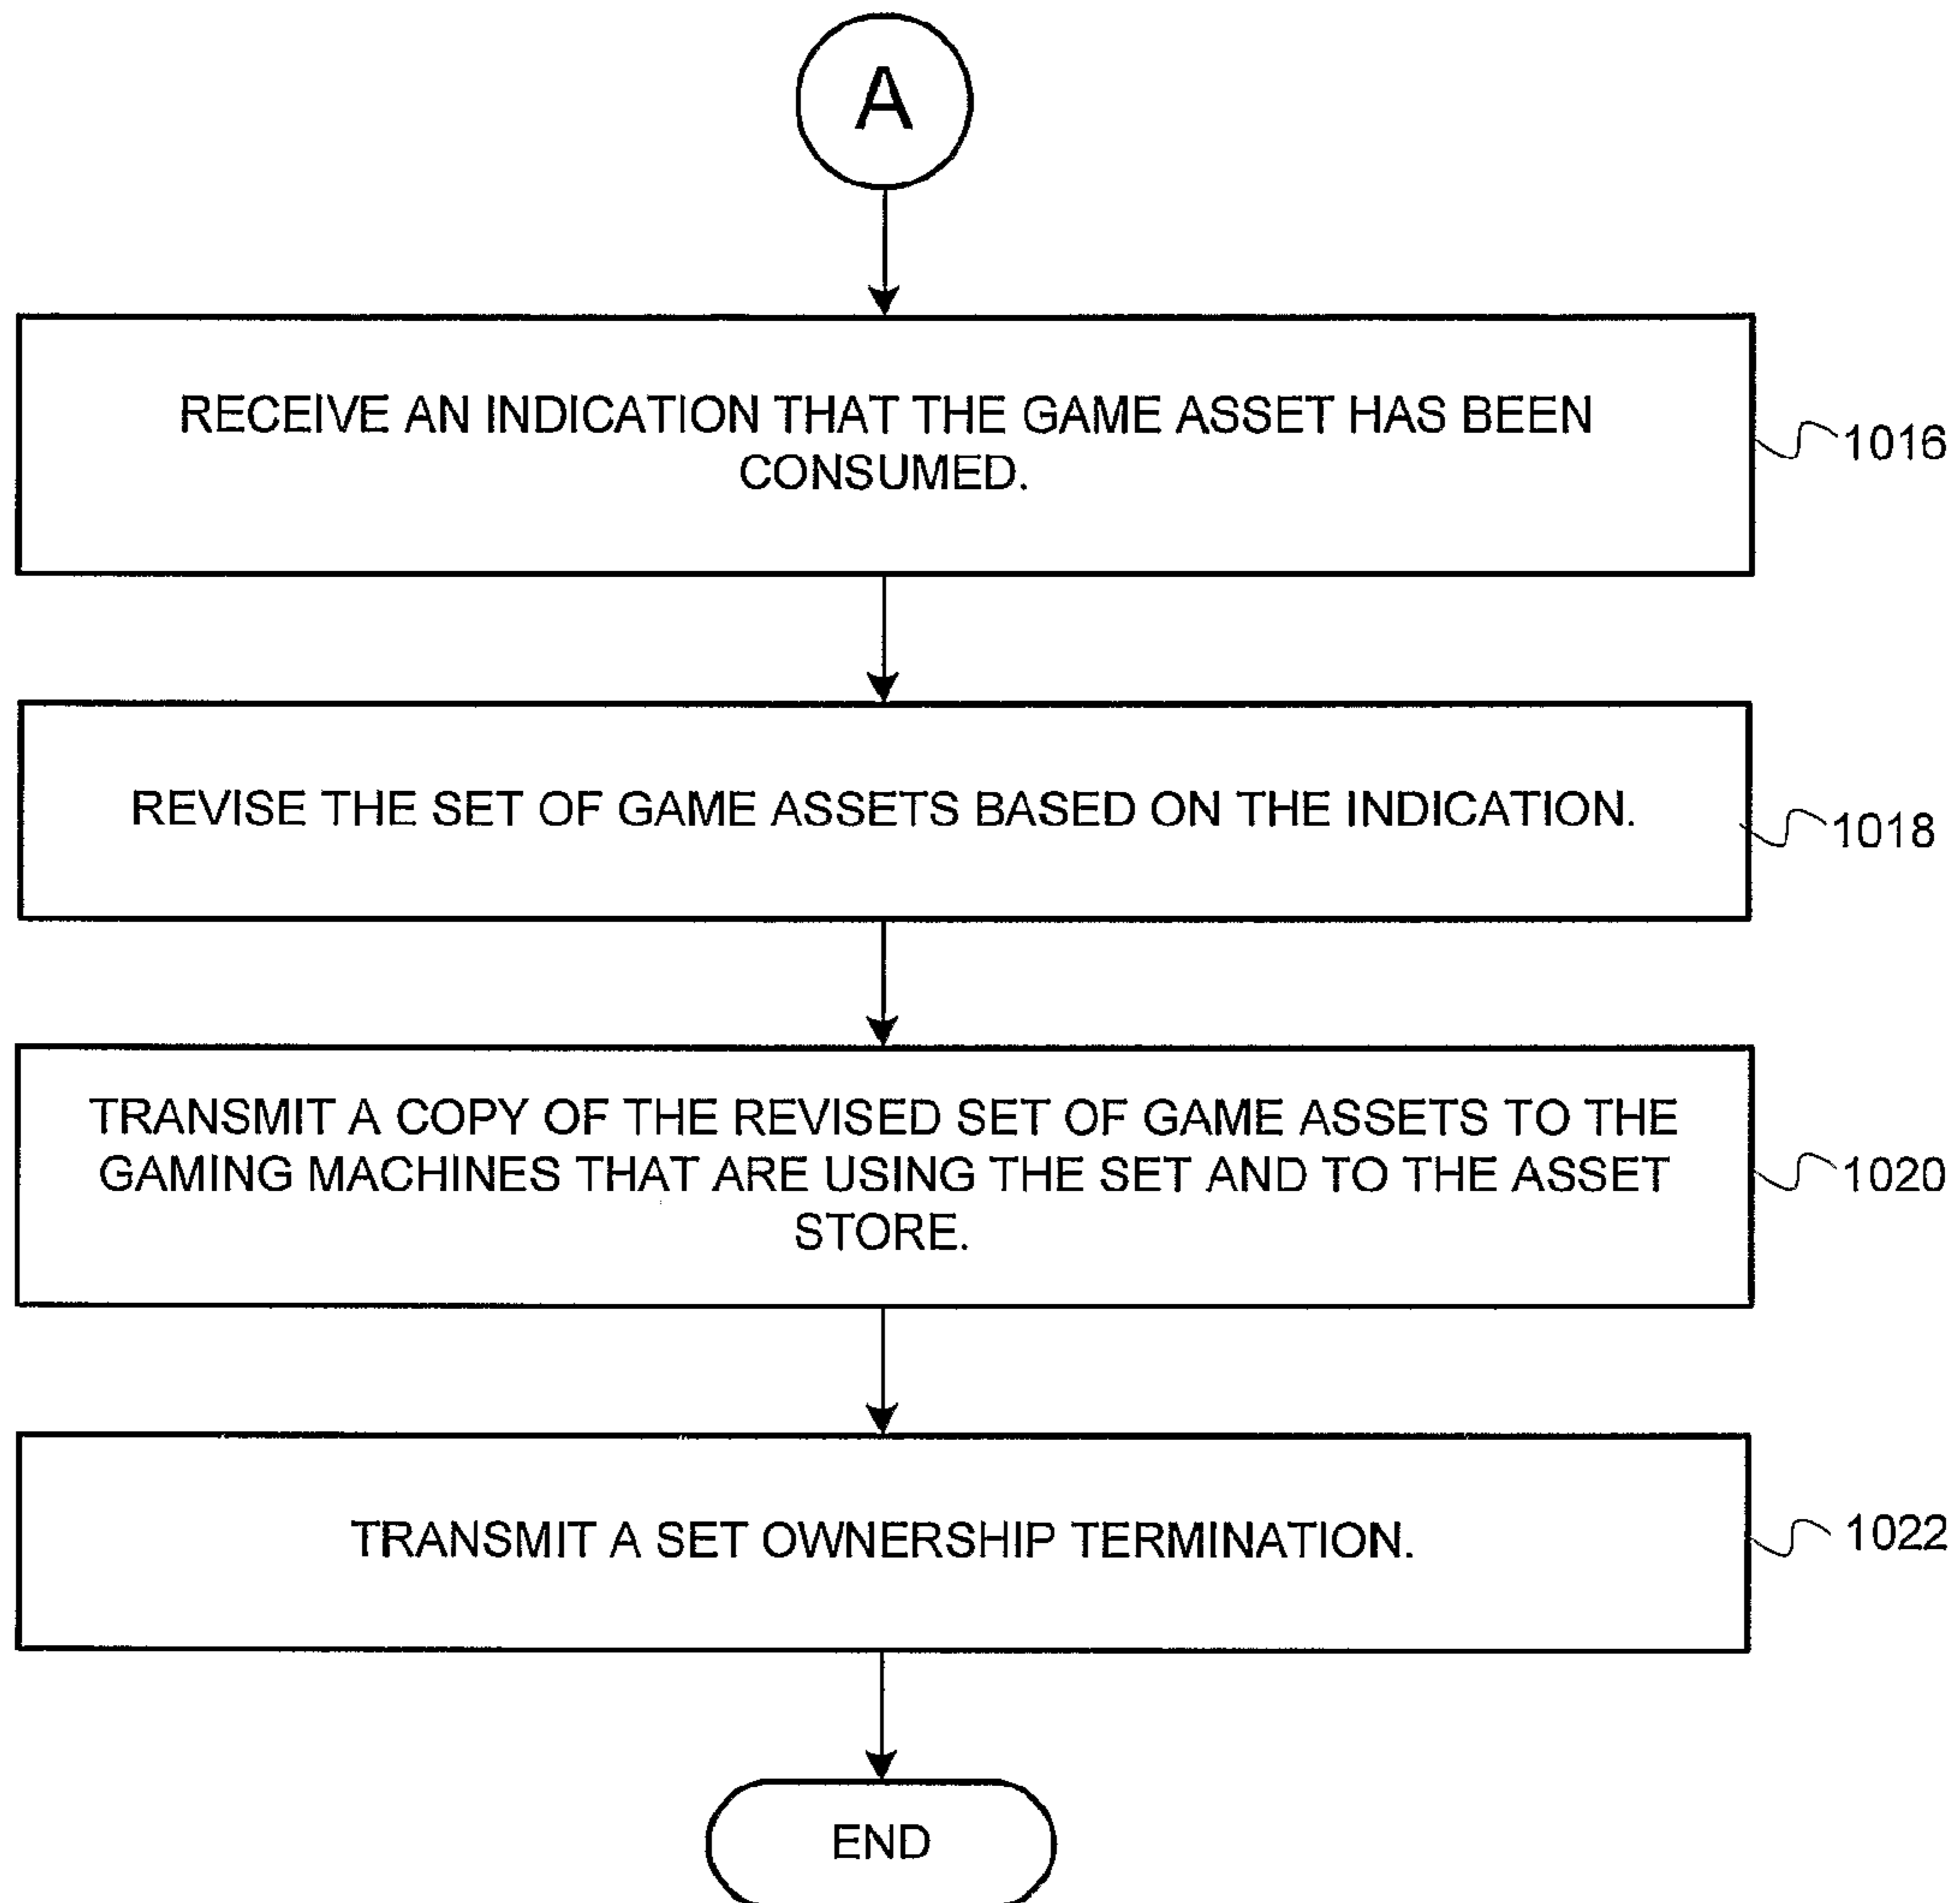 A
RECEIVE AN INDICATION THAT THE GAME ASSET HAS BEEN
CONSUMED.
1016
REVISE THE SET OF GAME ASSETS BASED ON THE INDICATION.
1018
TRANSMIT A COPY OF THE REVISED SET OF GAME ASSETS TO THE
GAMING MACHINES THAT ARE USING THE SET AND TO THE ASSET
STORE.
1020
TRANSMIT A SET OWNERSHIP TERMINATION.
1022
END